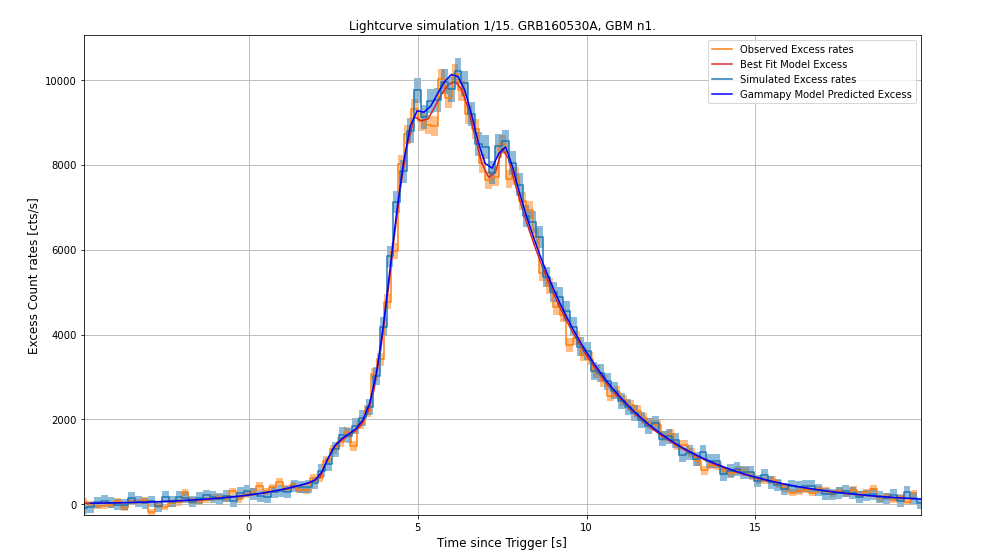 Lightcurve simulation 1/15. GRB160530A, GBM n1.
Observed Excess rates
Best Fit Model Excess
Simulated Excess rates
Gammapy Model Predicted Excess
Excess Count rates [cts/s]
10000
8000
6000
4000
2000
0
0 5 10 15
Time since Trigger [s]